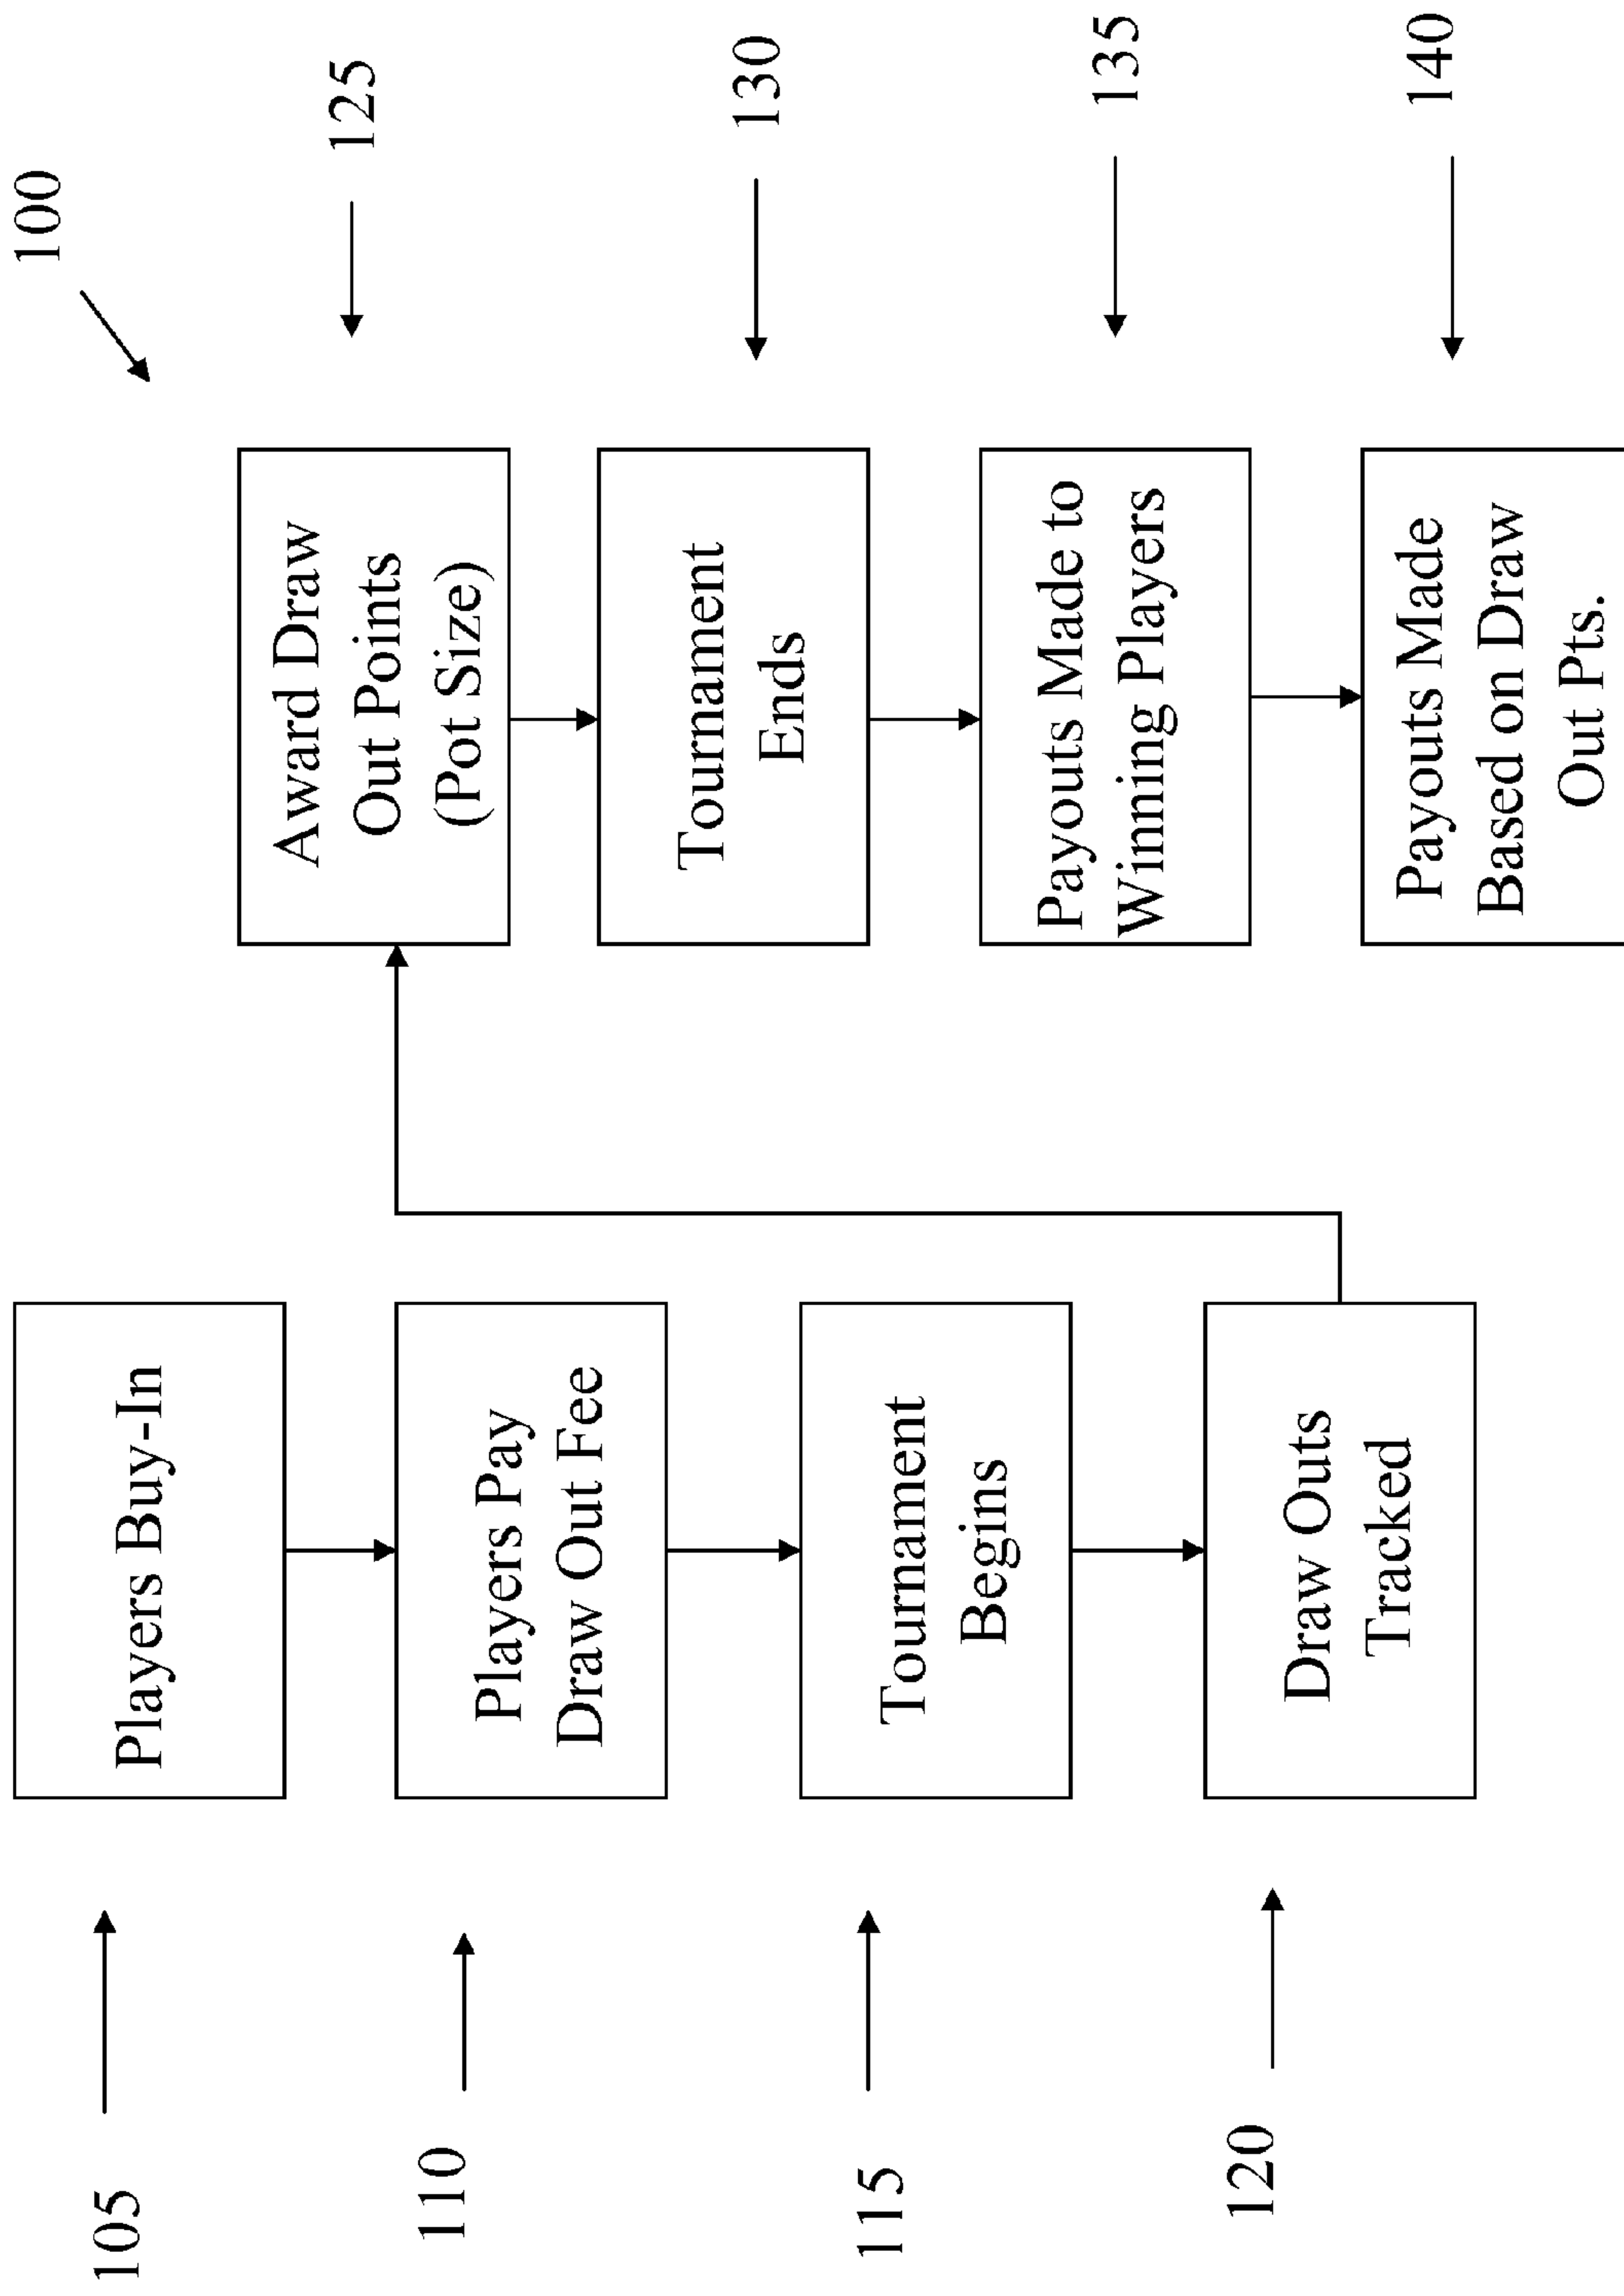 100
105
Players Buy-In
110
Players Pay
Draw Out Fee
115
Tournament
Begins
120
Draw Outs
Tracked
Award Draw
Out Points
(Pot Size)
125
Tournament
Ends
130
Payouts Made to
Winning Players
135
Payouts Made
Based on Draw
Out Pts.
140